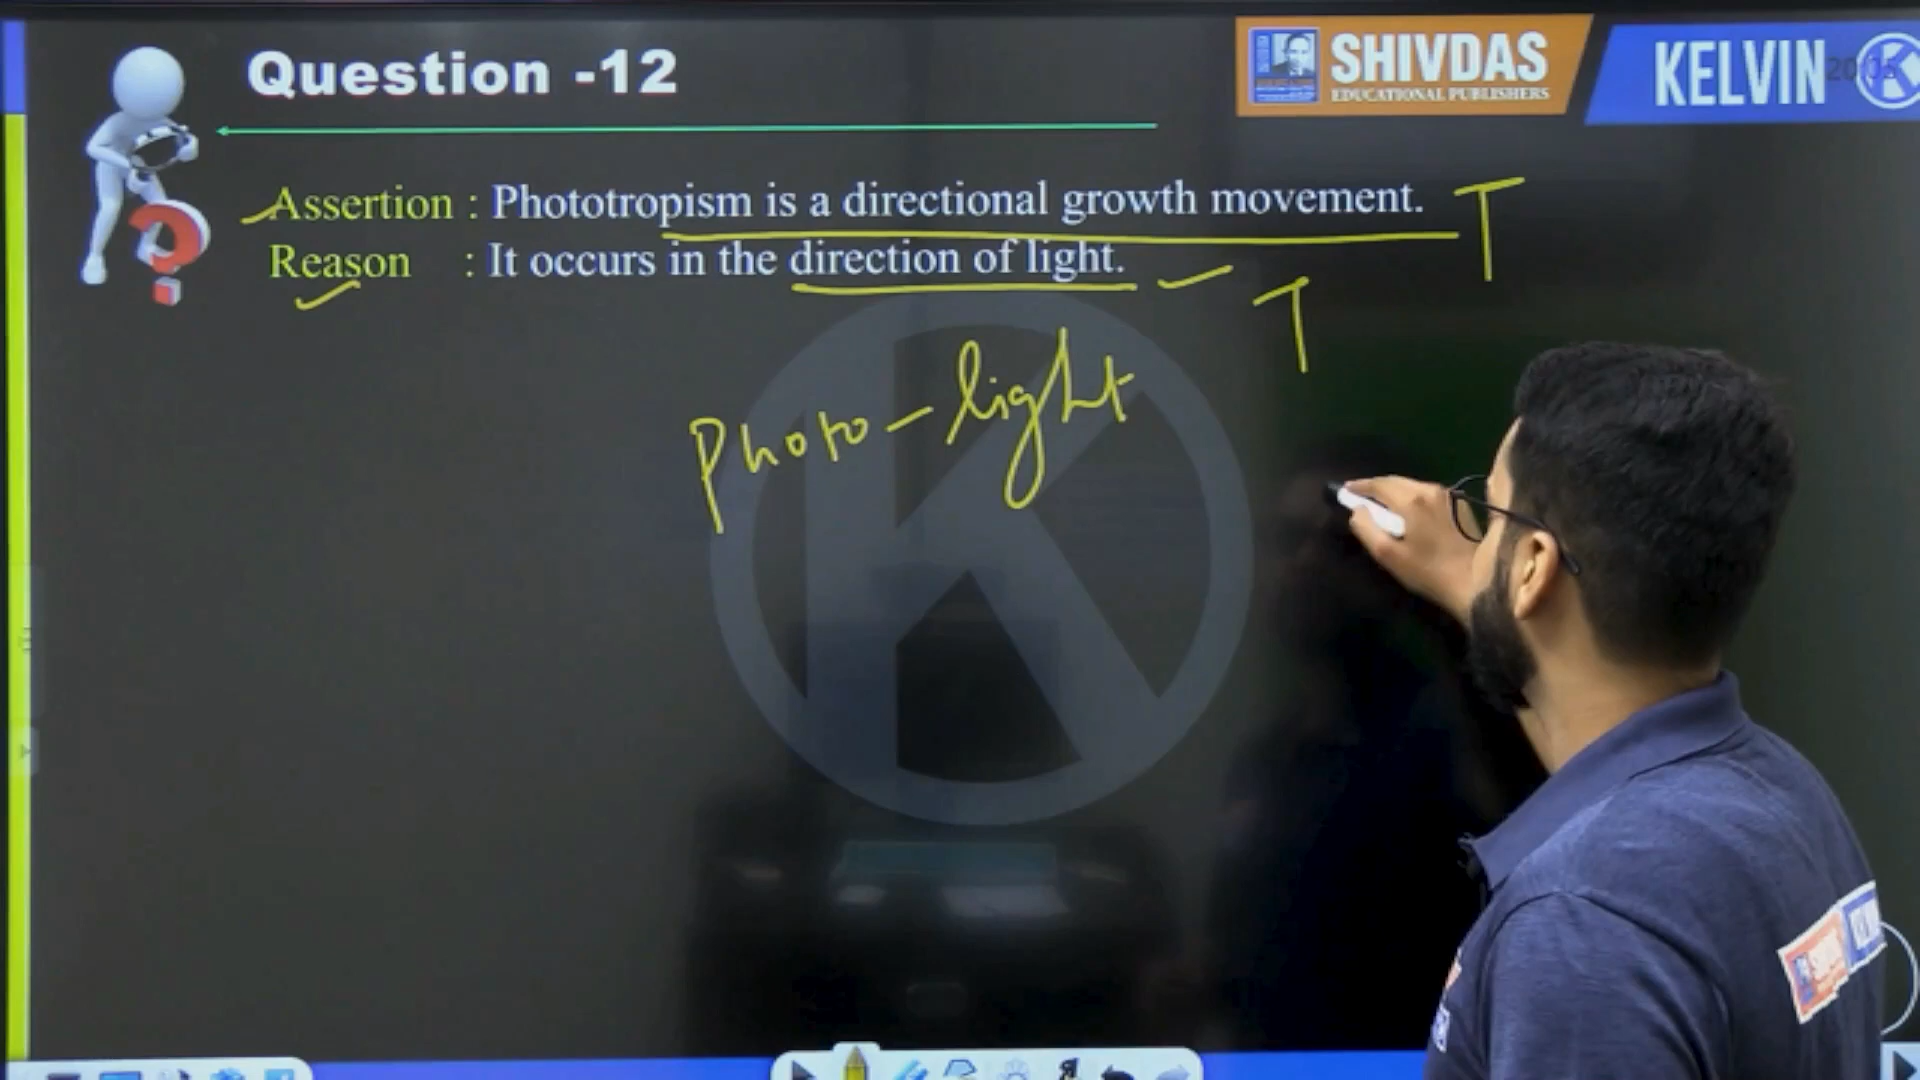 Question -12
SHIVDAS
EDUCATIONAL PUBLISHERS
KELVIN
Assertion : Phototropism is a directional growth movement. T
Reason : It occurs in the direction of light. T
Photo - light